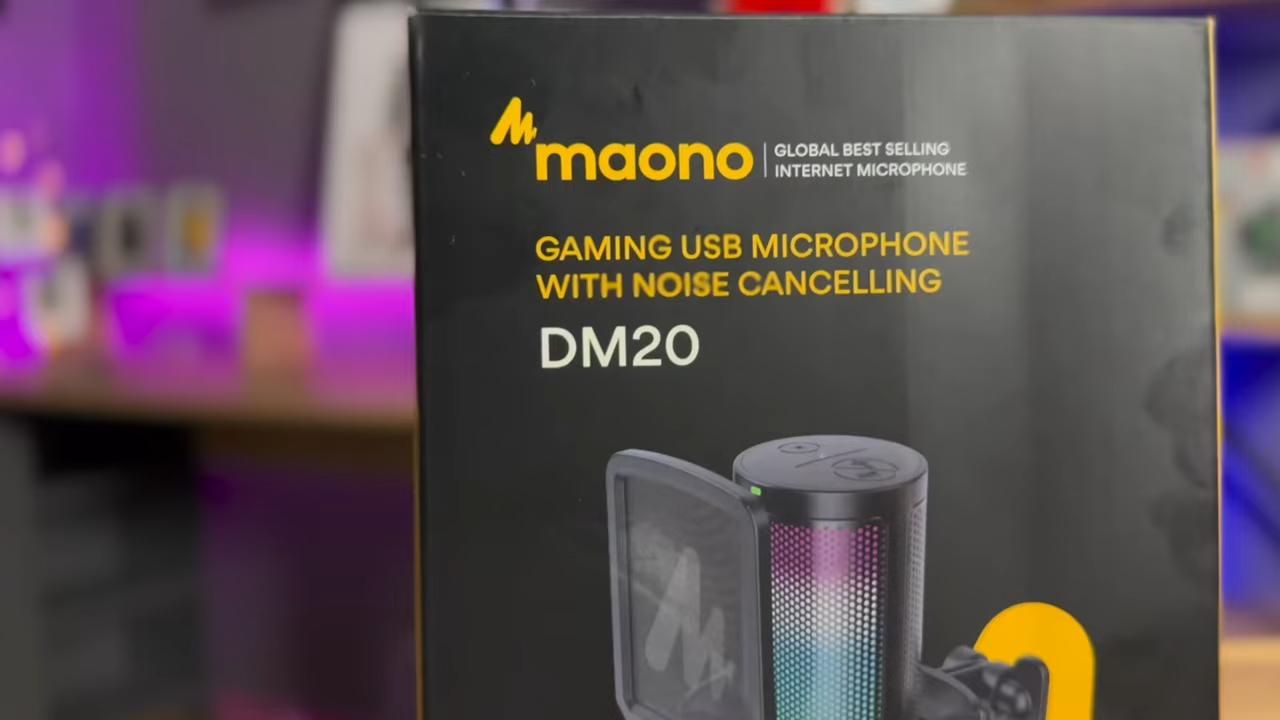 maono
GLOBAL BEST SELLING
INTERNET MICROPHONE
GAMING USB MICROPHONE
WITH NOISE CANCELLING
DM20